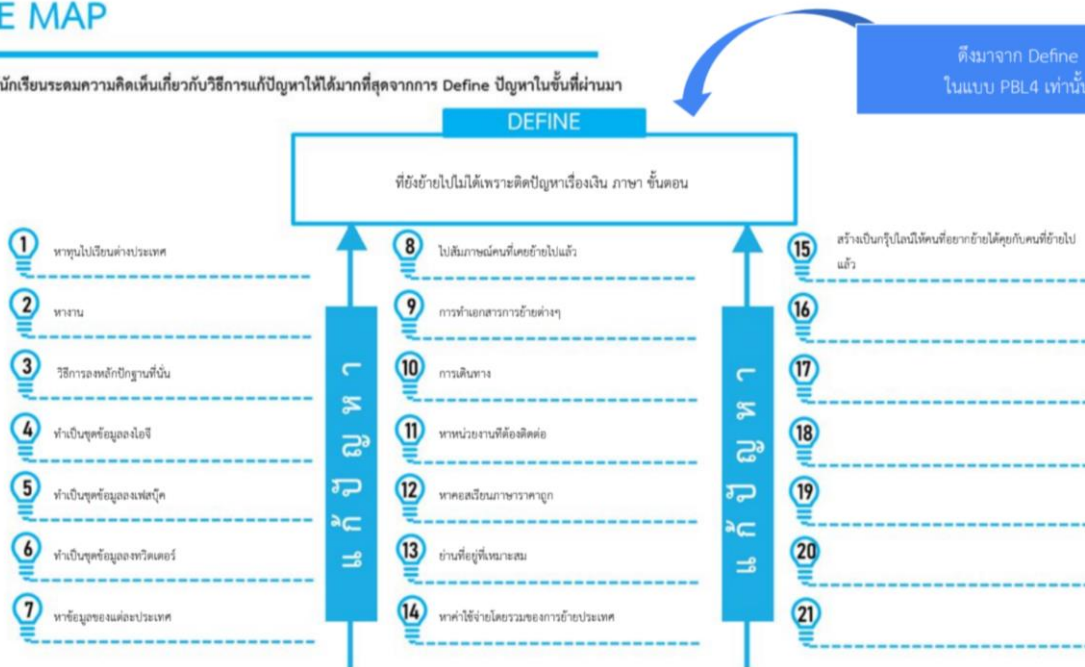 E MAP
นักเรียนระดมความคิดเห็นเกี่ยวกับวิธีการแก้ปัญหาให้ได้มากที่สุดจากการ Define ปัญหาในขั้นที่ผ่านมา
ดึงมาจาก Define
ในแบบ PBL4 เท่านั้น
DEFINE
ที่ยังย้ายไปไม่ได้เพราะติดปัญหาเรื่องเงิน ภาษา ขั้นตอน
1 หาทุนไปเรียนต่างประเทศ
2 หางาน
3 วิธีการลงหลักปักฐานที่นั่น
4 ทำเป็นชุดข้อมูลลงไอจี
5 ทำเป็นชุดข้อมูลลงเฟสบุ๊ค
6 ทำเป็นชุดข้อมูลลงทวิตเตอร์
7 หาข้อมูลของแต่ละประเทศ
แก้ปัญหา
8 ไปสัมภาษณ์คนที่เคยย้ายไปแล้ว
9 การทำเอกสารการย้ายต่างๆ
10 การเดินทาง
11 หาหน่วยงานที่ต้องติดต่อ
12 หาคอสเรียนภาษาราคาถูก
13 ย่านที่อยู่ที่เหมาะสม
14 หาค่าใช้จ่ายโดยรวมของการย้ายประเทศ
แก้ปัญหา
15 สร้างเป็นกรุ๊ปไลน์ให้คนที่อยากย้ายได้คุยกับคนที่ย้ายไป
แล้ว
16
17
18
19
20
21